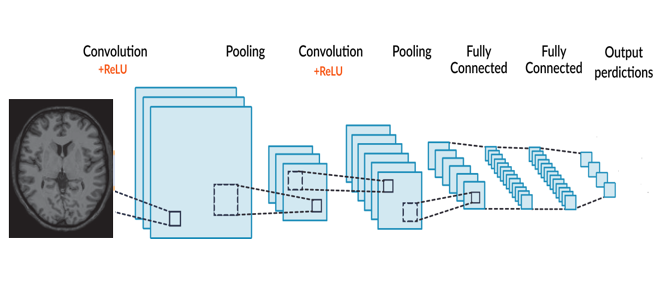 Convolution
+ReLU
Pooling
Convolution
+ReLU
Pooling
Fully
Connected
Fully
Connected
Output
perdictions